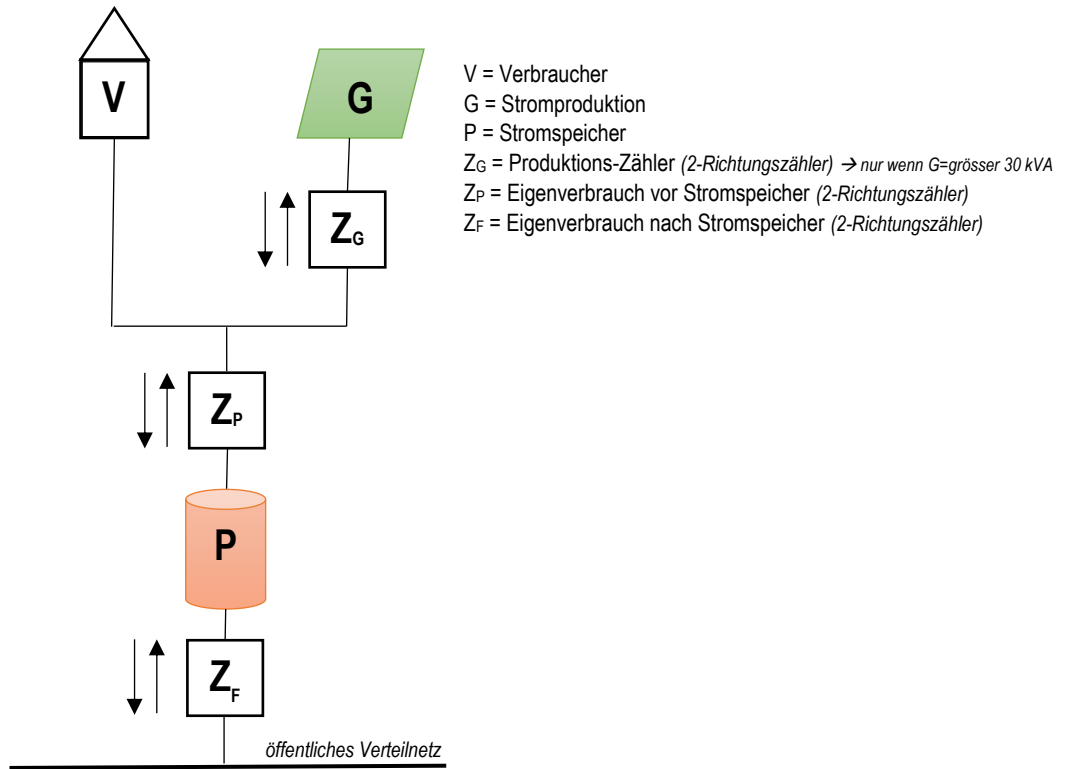 V
G
V = Verbraucher
G = Stromproduktion
P = Stromspeicher
ZG = Produktions-Zähler (2-Richtungszähler) → nur wenn G=grösser 30 kVA
ZP = Eigenverbrauch vor Stromspeicher (2-Richtungszähler)
ZF = Eigenverbrauch nach Stromspeicher (2-Richtungszähler)
ZG
ZP
P
ZF
öffentliches Verteilnetz